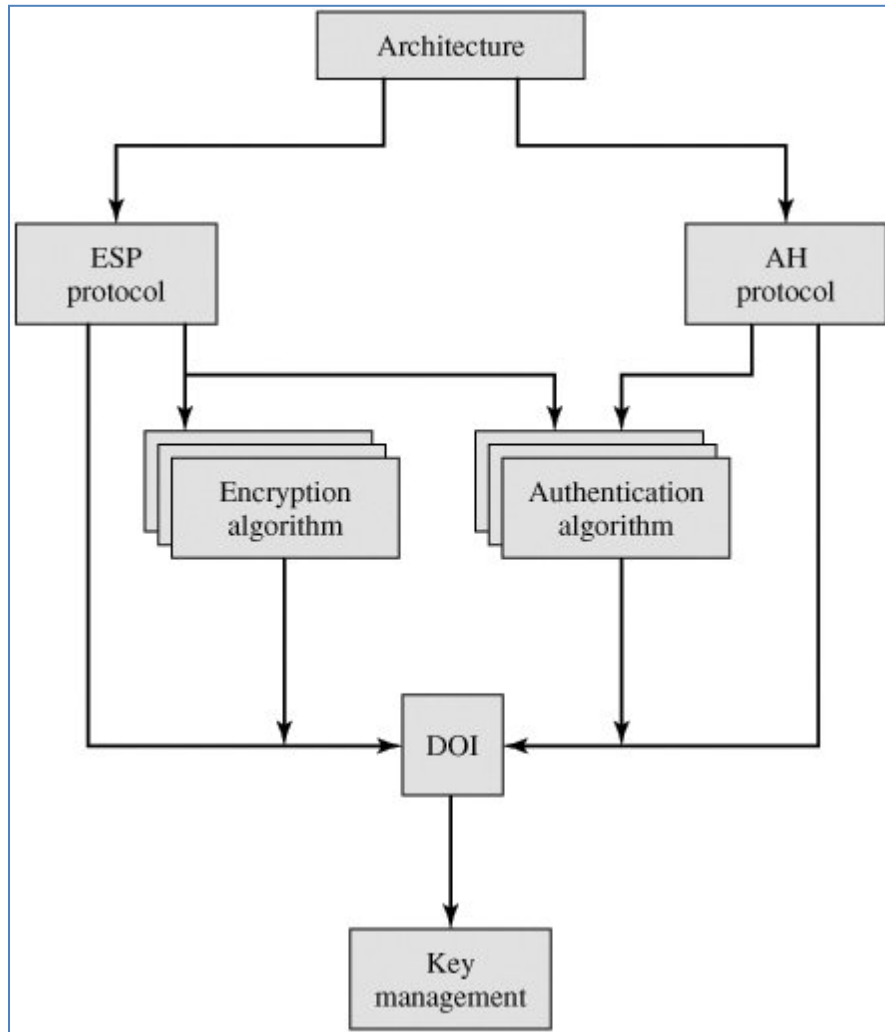 Architecture
ESP
protocol
AH
protocol
Encryption
algorithm
Authentication
algorithm
DOI
Key
management